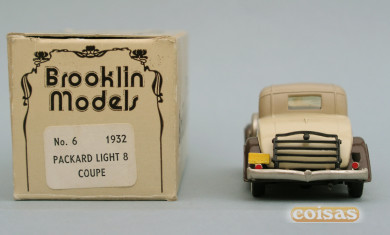 Brooklin
Models
No. 6 1932
PACKARD LIGHT 8
COUPE
coisas